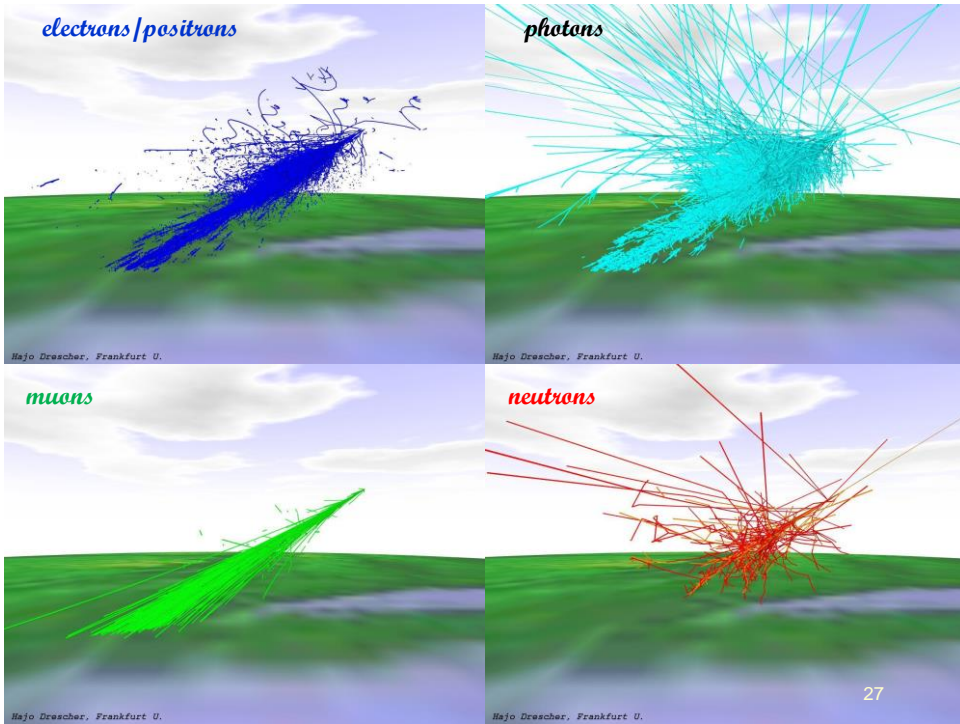 electrons/positrons
photons
Hajo Drescher, Frankfurt U.
Hajo Drescher, Frankfurt U.
muons
neutrons
27
Hajo Drescher, Frankfurt U.
Hajo Drescher, Frankfurt U.